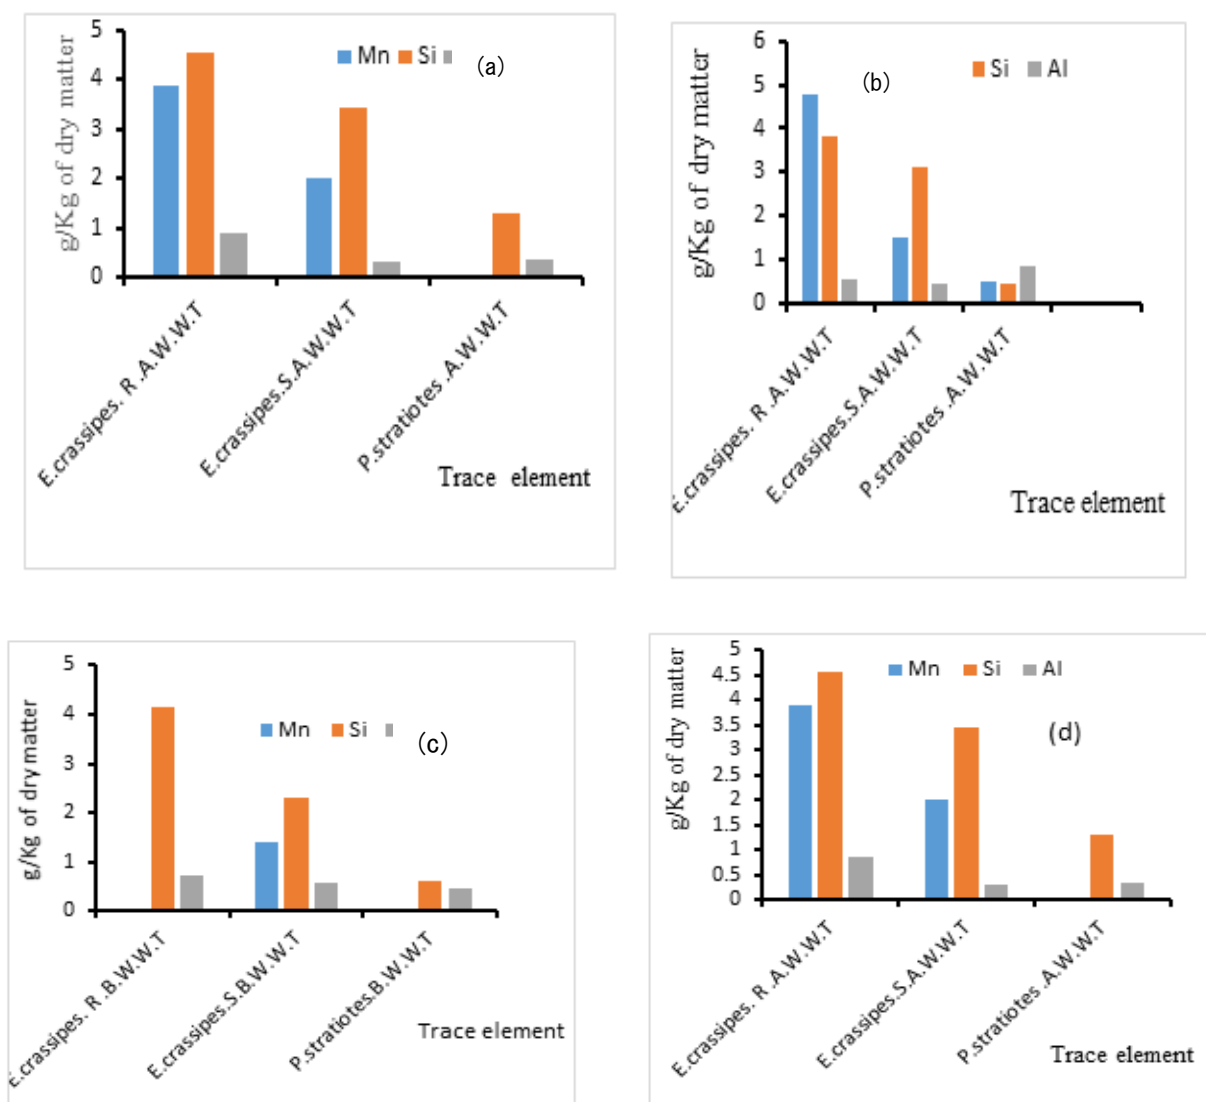 g/Kg of dry matter
5
4
3
2
1
0
Mn Si
(a)
E.crassipes. R .A.W.W.T
E.crassipes.S.A.W.W.T
P.stratiotes .A.W.W.T
Trace element
g/Kg of dry matter
6
5
4
3
2
1
0
(b)
Si Al
E.crassipes. R .A.W.W.T
E.crassipes.S.A.W.W.T
P.stratiotes .A.W.W.T
Trace element
g/Kg of dry matter
5
4
3
2
1
0
Mn Si
(c)
E.crassipes. R .B.W.W.T
E.crassipes.S.B.W.W.T
P.stratiotes.B.W.W.T
Trace element
g/Kg of dry matter
5
4.5
4
3.5
3
2.5
2
1.5
1
0.5
0
Mn Si Al
(d)
E.crassipes. R .A.W.W.T
E.crassipes.S.A.W.W.T
P.stratiotes .A.W.W.T
Trace element